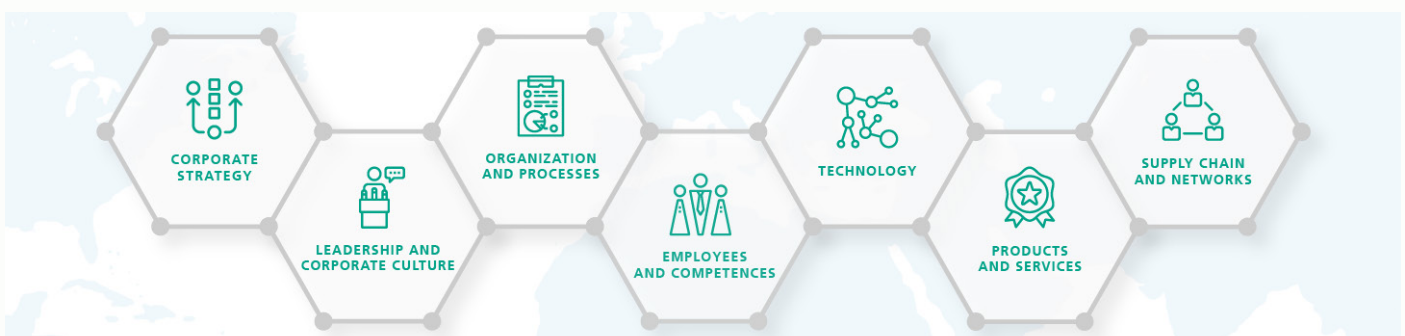 CORPORATE
STRATEGY
LEADERSHIP AND
CORPORATE CULTURE
ORGANIZATION
AND PROCESSES
EMPLOYEES
AND COMPETENCES
TECHNOLOGY
PRODUCTS
AND SERVICES
SUPPLY CHAIN
AND NETWORKS